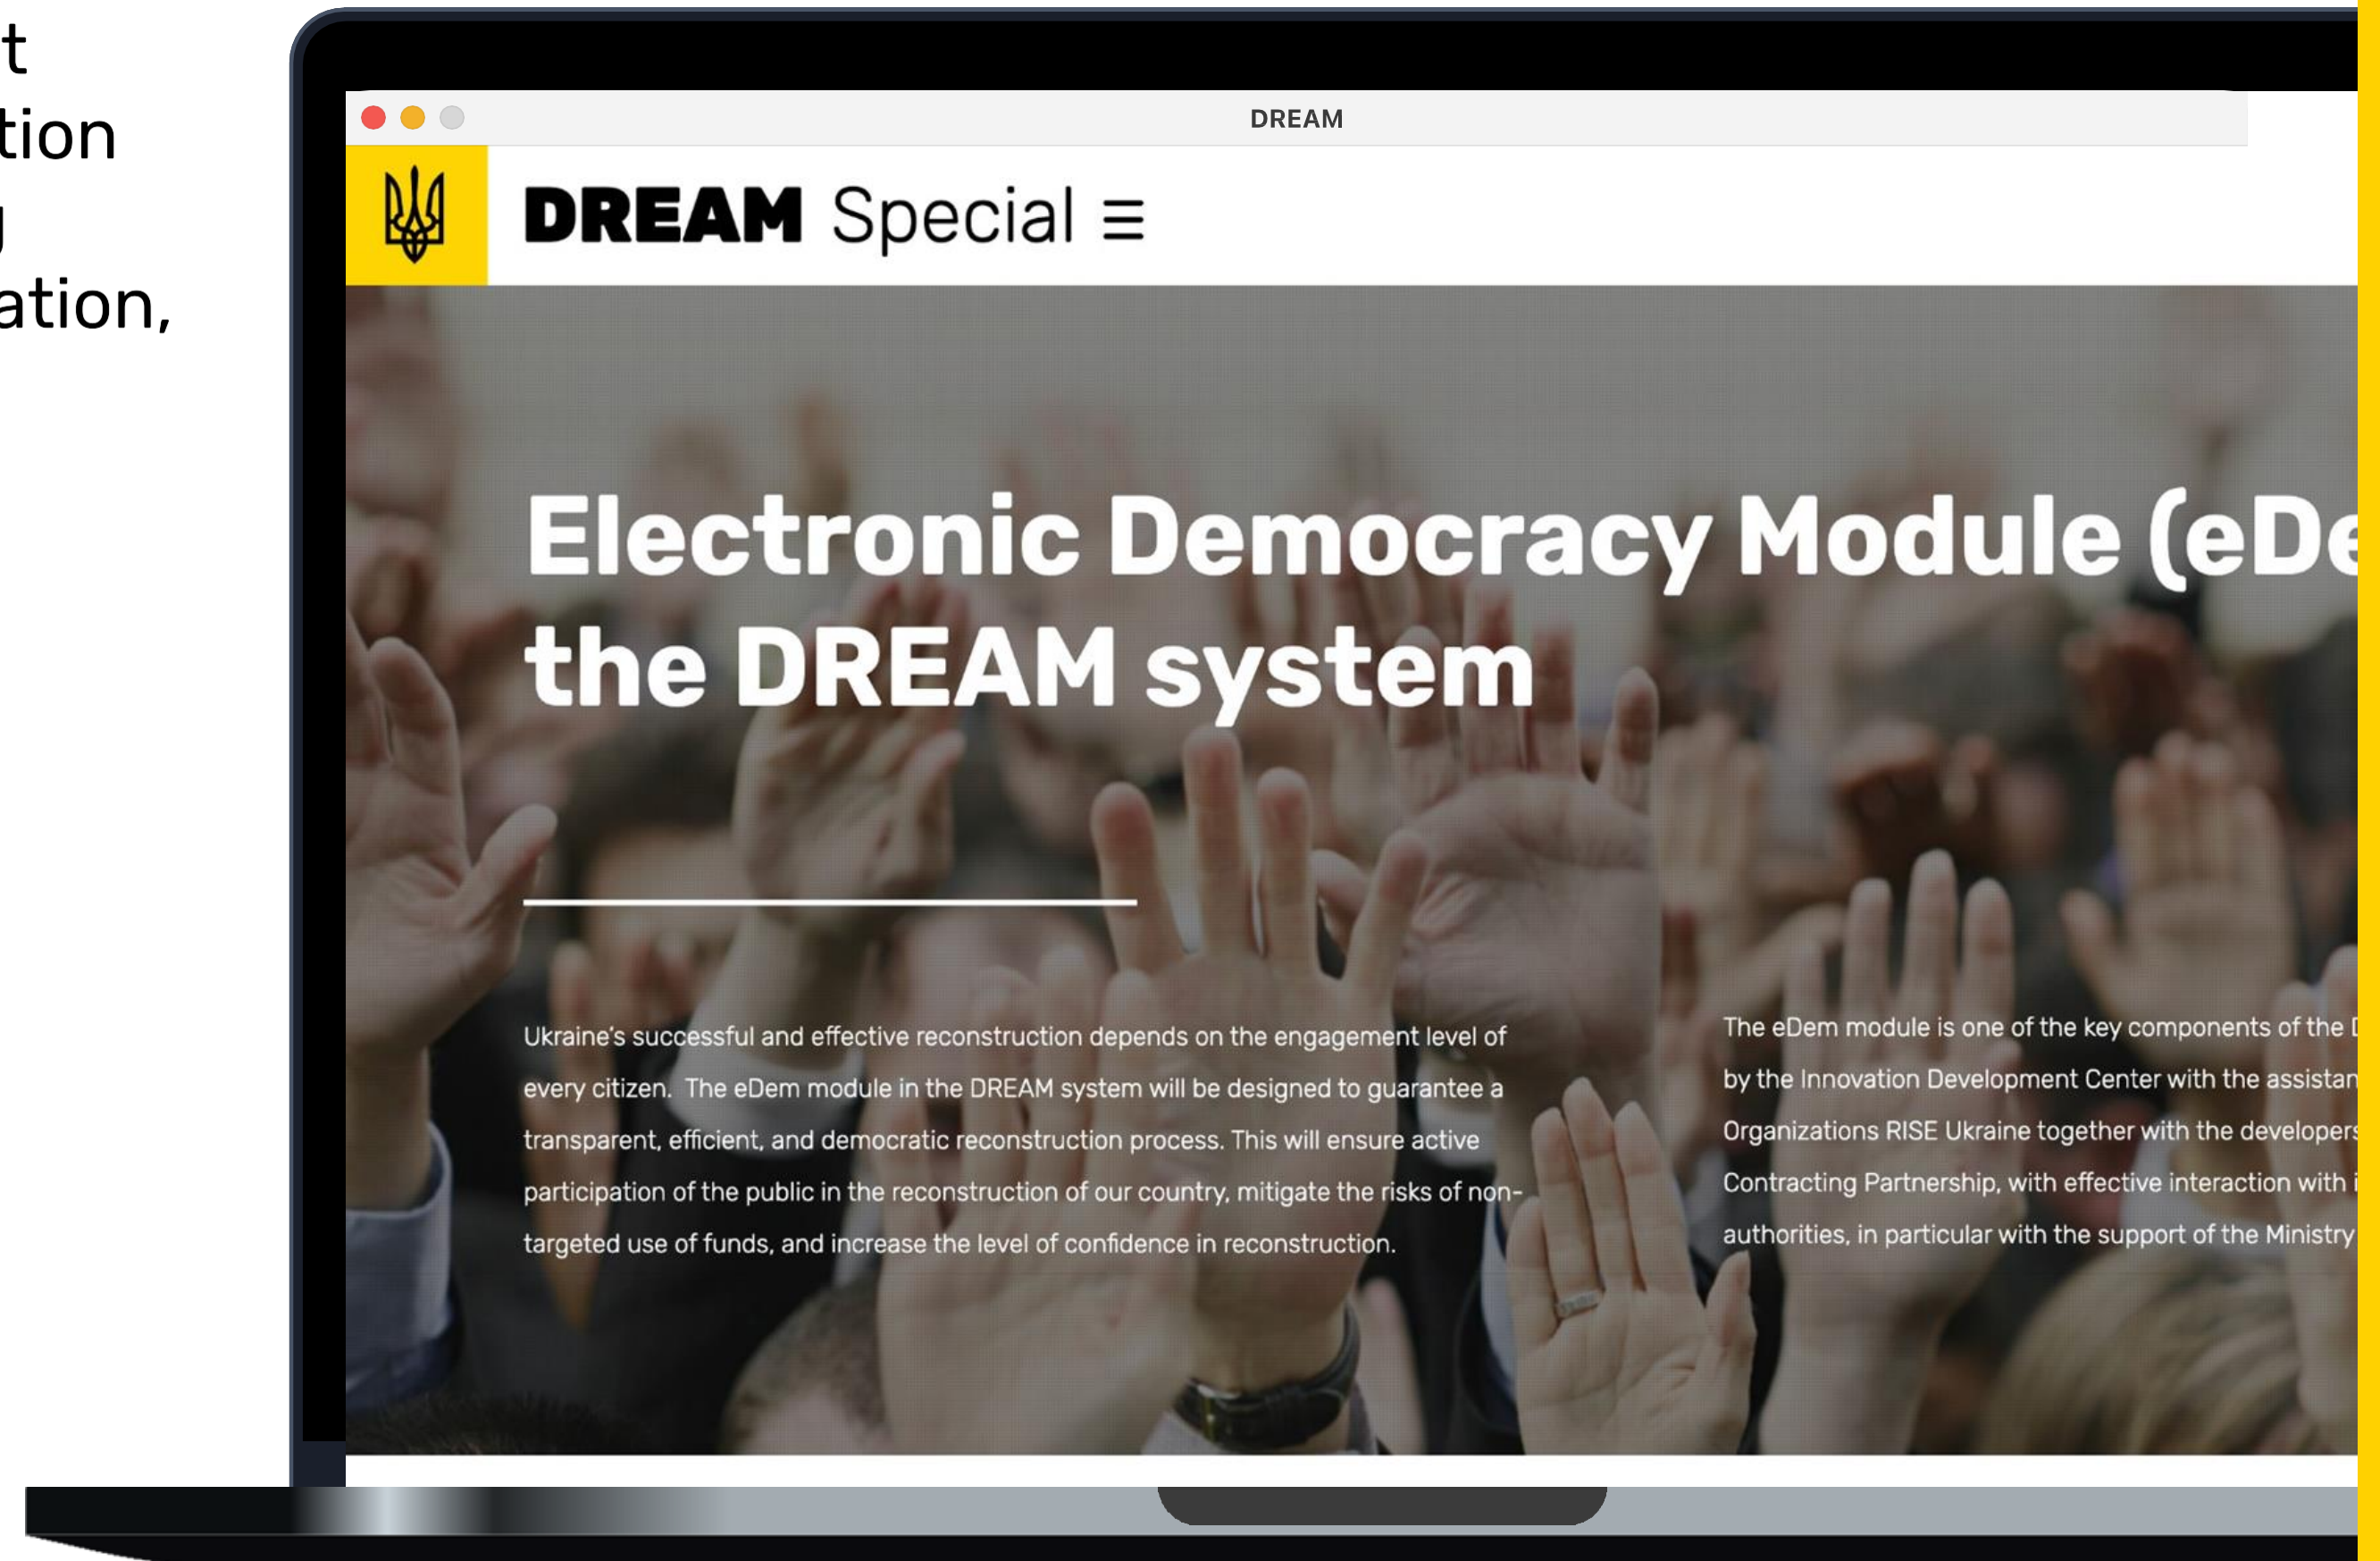 DREAM
DREAM Special
Electronic Democracy Module
the DREAM system
Ukraine's successful and effective reconstruction depends on the engagement level of
every citizen. The eDem module in the DREAM system will be designed to guarantee a
transparent, efficient, and democratic reconstruction process. This will ensure active
participation of the public in the reconstruction of our country, mitigate the risks of non-
targeted use of funds, and increase the level of confidence in reconstruction.
The eDem module is one of the key components of the
by the Innovation Development Center with the
Organizations RISE Ukraine together with the
Contracting Partnership, with effective interaction with
authorities, in particular with the support of the Ministry